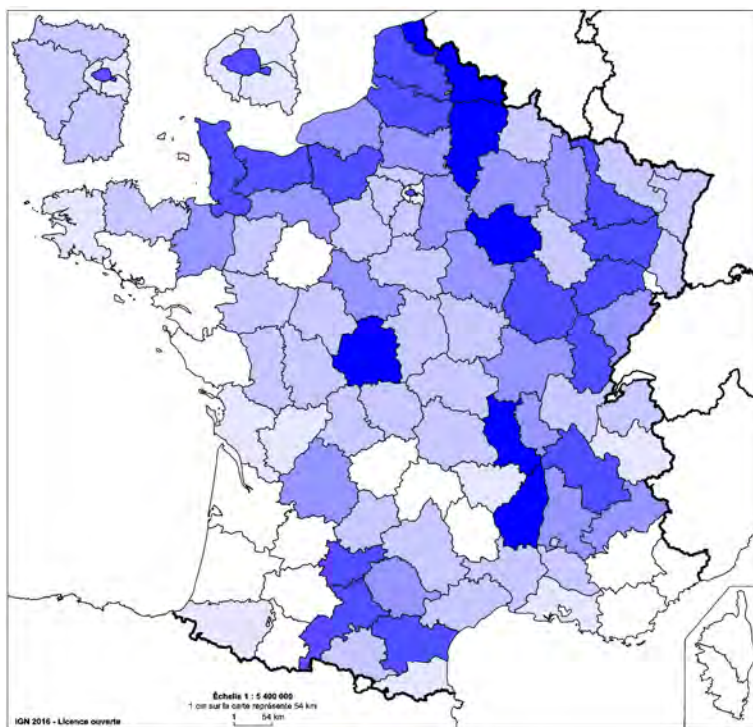 Échelle 1 : 5 400 000
1 cm sur la carte représente 54 km
1 54 km
IGN 2016 - Licence ouverte